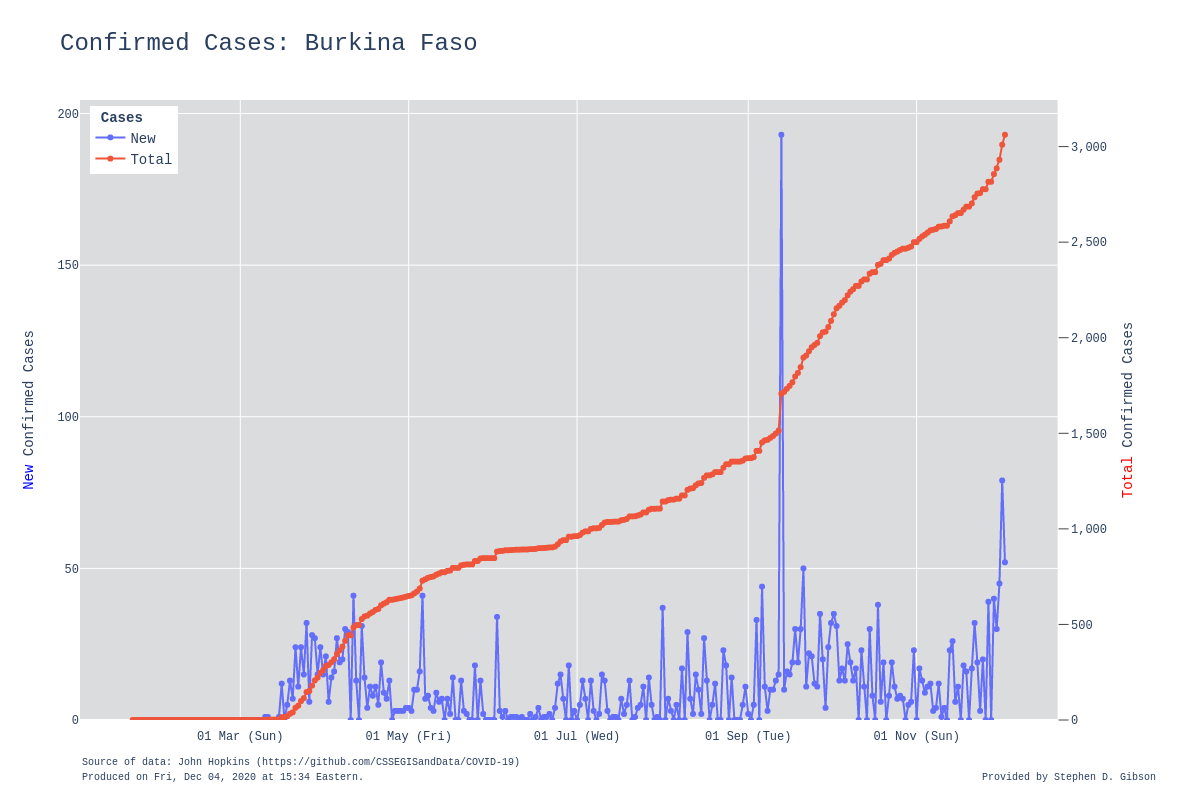 Confirmed Cases: Burkina Faso
Cases
New
Total
200
150
100
50
0
3,000
2,500
2,000
1,500
1,000
500
0
New Confirmed Cases
Total Confirmed Cases
01 Mar (Sun)
01 May (Fri)
01 Jul (Wed)
01 Sep (Tue)
01 Nov (Sun)
Source of data: John Hopkins (https://github.com/CSSEGISandData/COVID-19)
Produced on Fri, Dec 04, 2020 at 15:34 Eastern.
Provided by Stephen D. Gibson